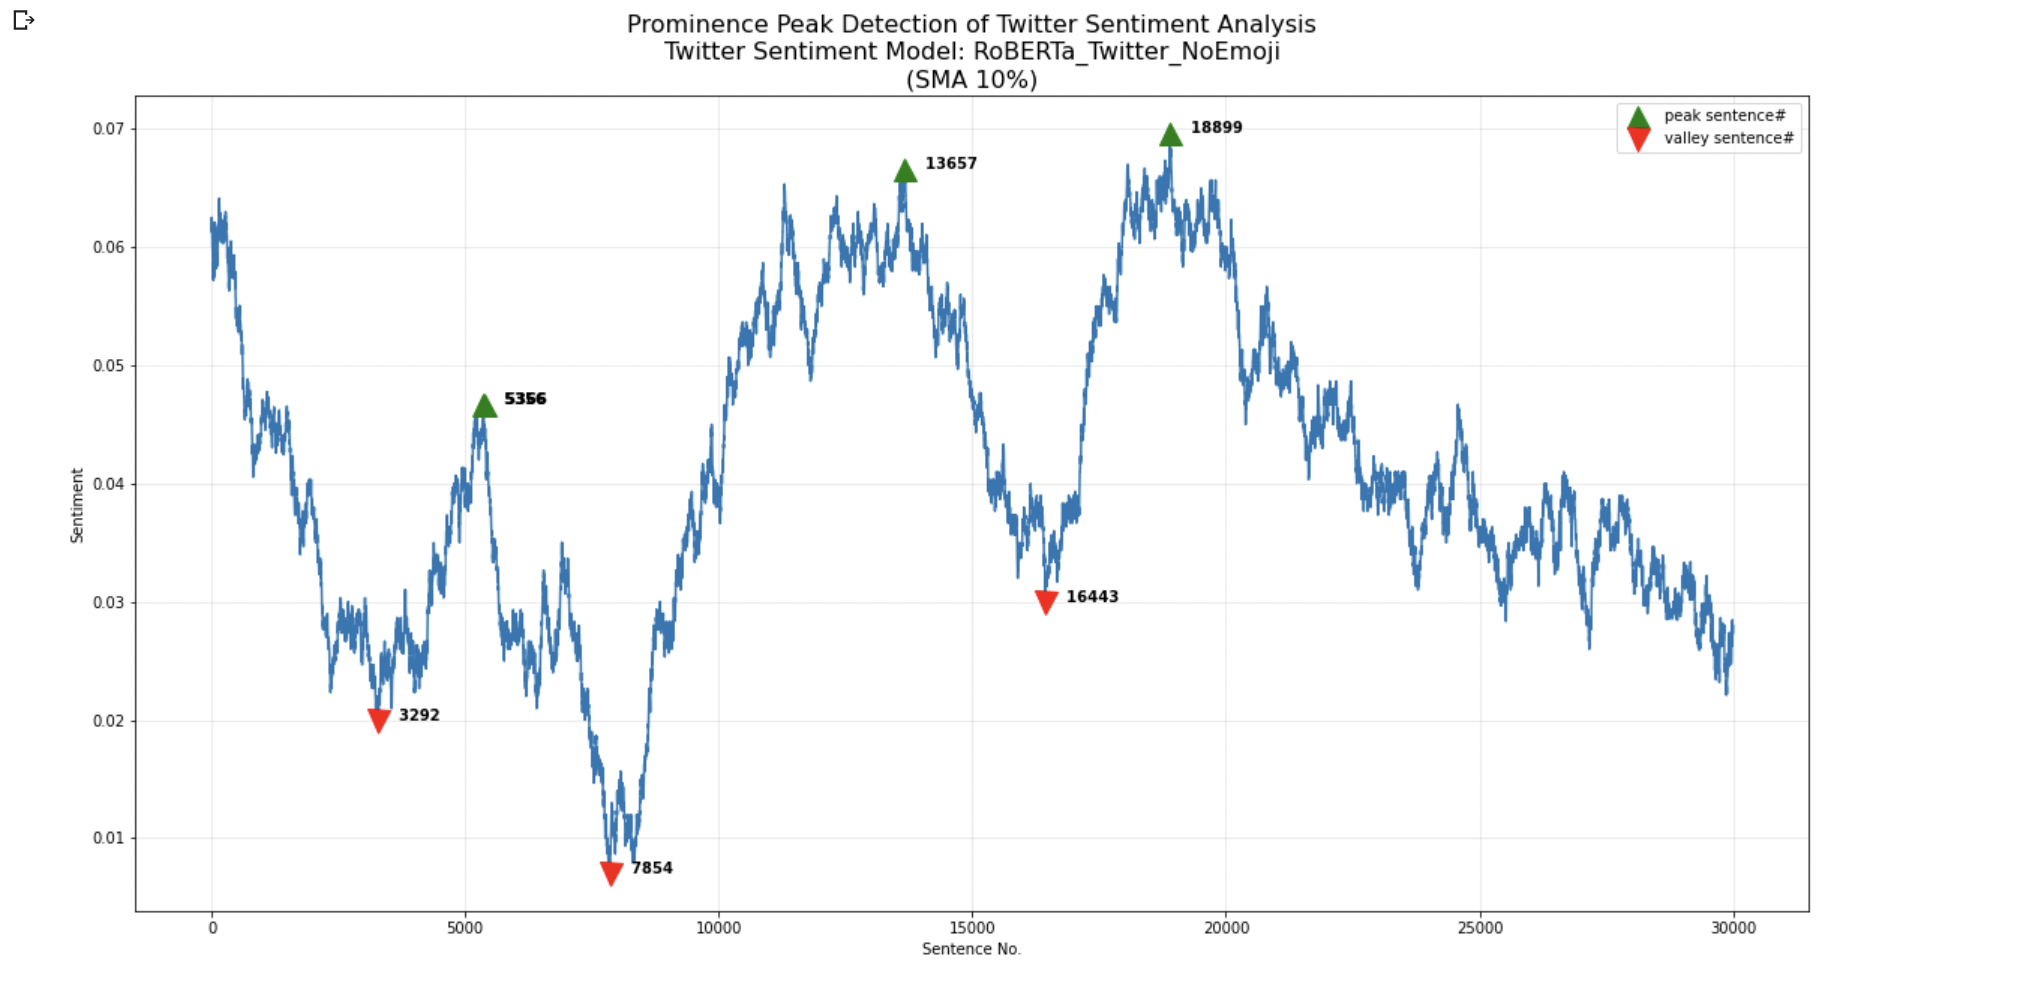 Prominence Peak Detection of Twitter Sentiment Analysis
Twitter Sentiment Model: RoBERTa_Twitter_NoEmoji
(SMA 10%)
peak sentence#
valley sentence#
0.07
0.06
0.05
0.04
0.03
0.02
0.01
Sentiment
18899
13657
16443
3292
7854
0
5000
10000
15000
20000
25000
30000
Sentence No.